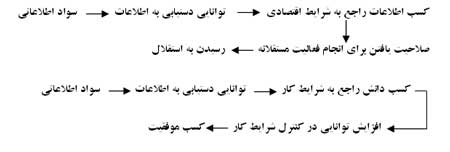 سواد اطلاعاتی → توانایی دستیابی به اطلاعات → کسب اطلاعات راجع به شرایط اقتصادی
صلاحیت یافتن برای انجام فعالیت مستقلانه → رسیدن به استقلال
سواد اطلاعاتی → توانایی دستیابی به اطلاعات → کسب دانش راجع به شرایط کار
افزایش توانایی در کنترل شرایط کار → کسب موفقیت